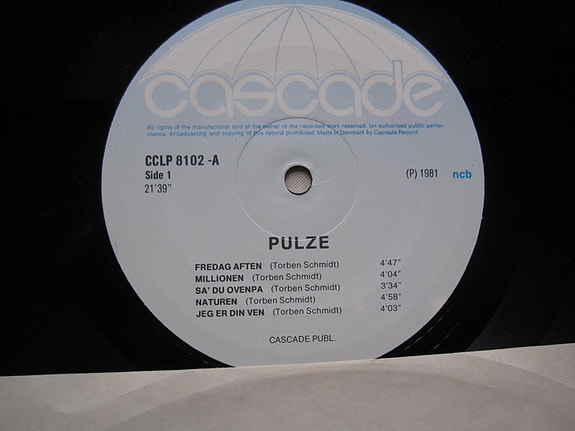 cascade
All rights of the manufacturer and of the owner of the recorded work reserved. Un authorised public perfor-
mance, broadcasting and copying of this record prohibited. Made in Denmark by Cascade Record.
CCLP 8102 -A
Side 1
21'39"
(P) 1981 ncb
PULZE
FREDAG AFTEN (Torben Schmidt) 4'47"
MILLIONEN (Torben Schmidt) 4'04"
SA' DU OVENPA (Torben Schmidt) 3'34"
NATUREN (Torben Schmidt) 4'58"
JEG ER DIN VEN (Torben Schmidt) 4'03"
CASCADE PUBL.